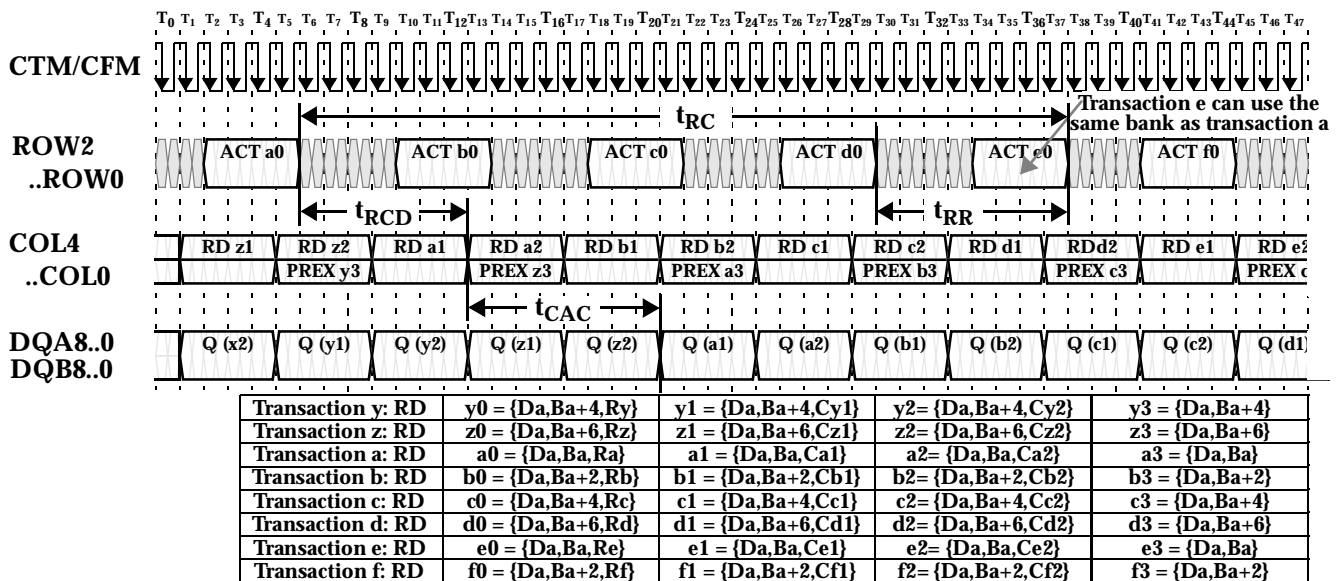 T0 T1 T2 T3 T4 T5 T6 T7 T8 T9 T10 T11 T12 T13 T14 T15 T16 T17 T18 T19 T20 T21 T22 T23 T24 T25 T26 T27 T28 T29 T30 T31 T32 T33 T34 T35 T36 T37 T38 T39 T40 T41 T42 T43 T44 T45 T46 T47
CTM/CFM
Transaction e can use the
same bank as transaction a
tRC
ROW2
..ROW0
ACT a0 ACT b0 ACT c0 ACT d0 ACT e0 ACT f0
tRCD tRR
COL4
..COL0
RD z1 RD z2 RD a1 RD a2 RD b1 RD b2 RD c1 RD c2 RD d1 RDd2 RD e1 RD e2
PREX y3 PREX z3 PREX a3 PREX b3 PREX c3 PREX
tCAC
DQA8..0
DQB8..0
Q (x2) Q (y1) Q (y2) Q (z1) Q (z2) Q (a1) Q (a2) Q (b1) Q (b2) Q (c1) Q (c2) Q (d1)
Transaction y: RD y0 = {Da,Ba+4,Ry} y1 = {Da,Ba+4,Cy1} y2= {Da,Ba+4,Cy2} y3 = {Da,Ba+4}
Transaction z: RD z0 = {Da,Ba+6,Rz} z1 = {Da,Ba+6,Cz1} z2= {Da,Ba+6,Cz2} z3 = {Da,Ba+6}
Transaction a: RD a0 = {Da,Ba,Ra} a1 = {Da,Ba,Ca1} a2= {Da,Ba,Ca2} a3 = {Da,Ba}
Transaction b: RD b0 = {Da,Ba+2,Rb} b1 = {Da,Ba+2,Cb1} b2= {Da,Ba+2,Cb2} b3 = {Da,Ba+2}
Transaction c: RD c0 = {Da,Ba+4,Rc} c1 = {Da,Ba+4,Cc1} c2= {Da,Ba+4,Cc2} c3 = {Da,Ba+4}
Transaction d: RD d0 = {Da,Ba+6,Rd} d1 = {Da,Ba+6,Cd1} d2= {Da,Ba+6,Cd2} d3 = {Da,Ba+6}
Transaction e: RD e0 = {Da,Ba,Re} e1 = {Da,Ba,Ce1} e2= {Da,Ba,Ce2} e3 = {Da,Ba}
Transaction f: RD f0 = {Da,Ba+2,Rf} f1 = {Da,Ba+2,Cf1} f2= {Da,Ba+2,Cf2} f3 = {Da,Ba+2}